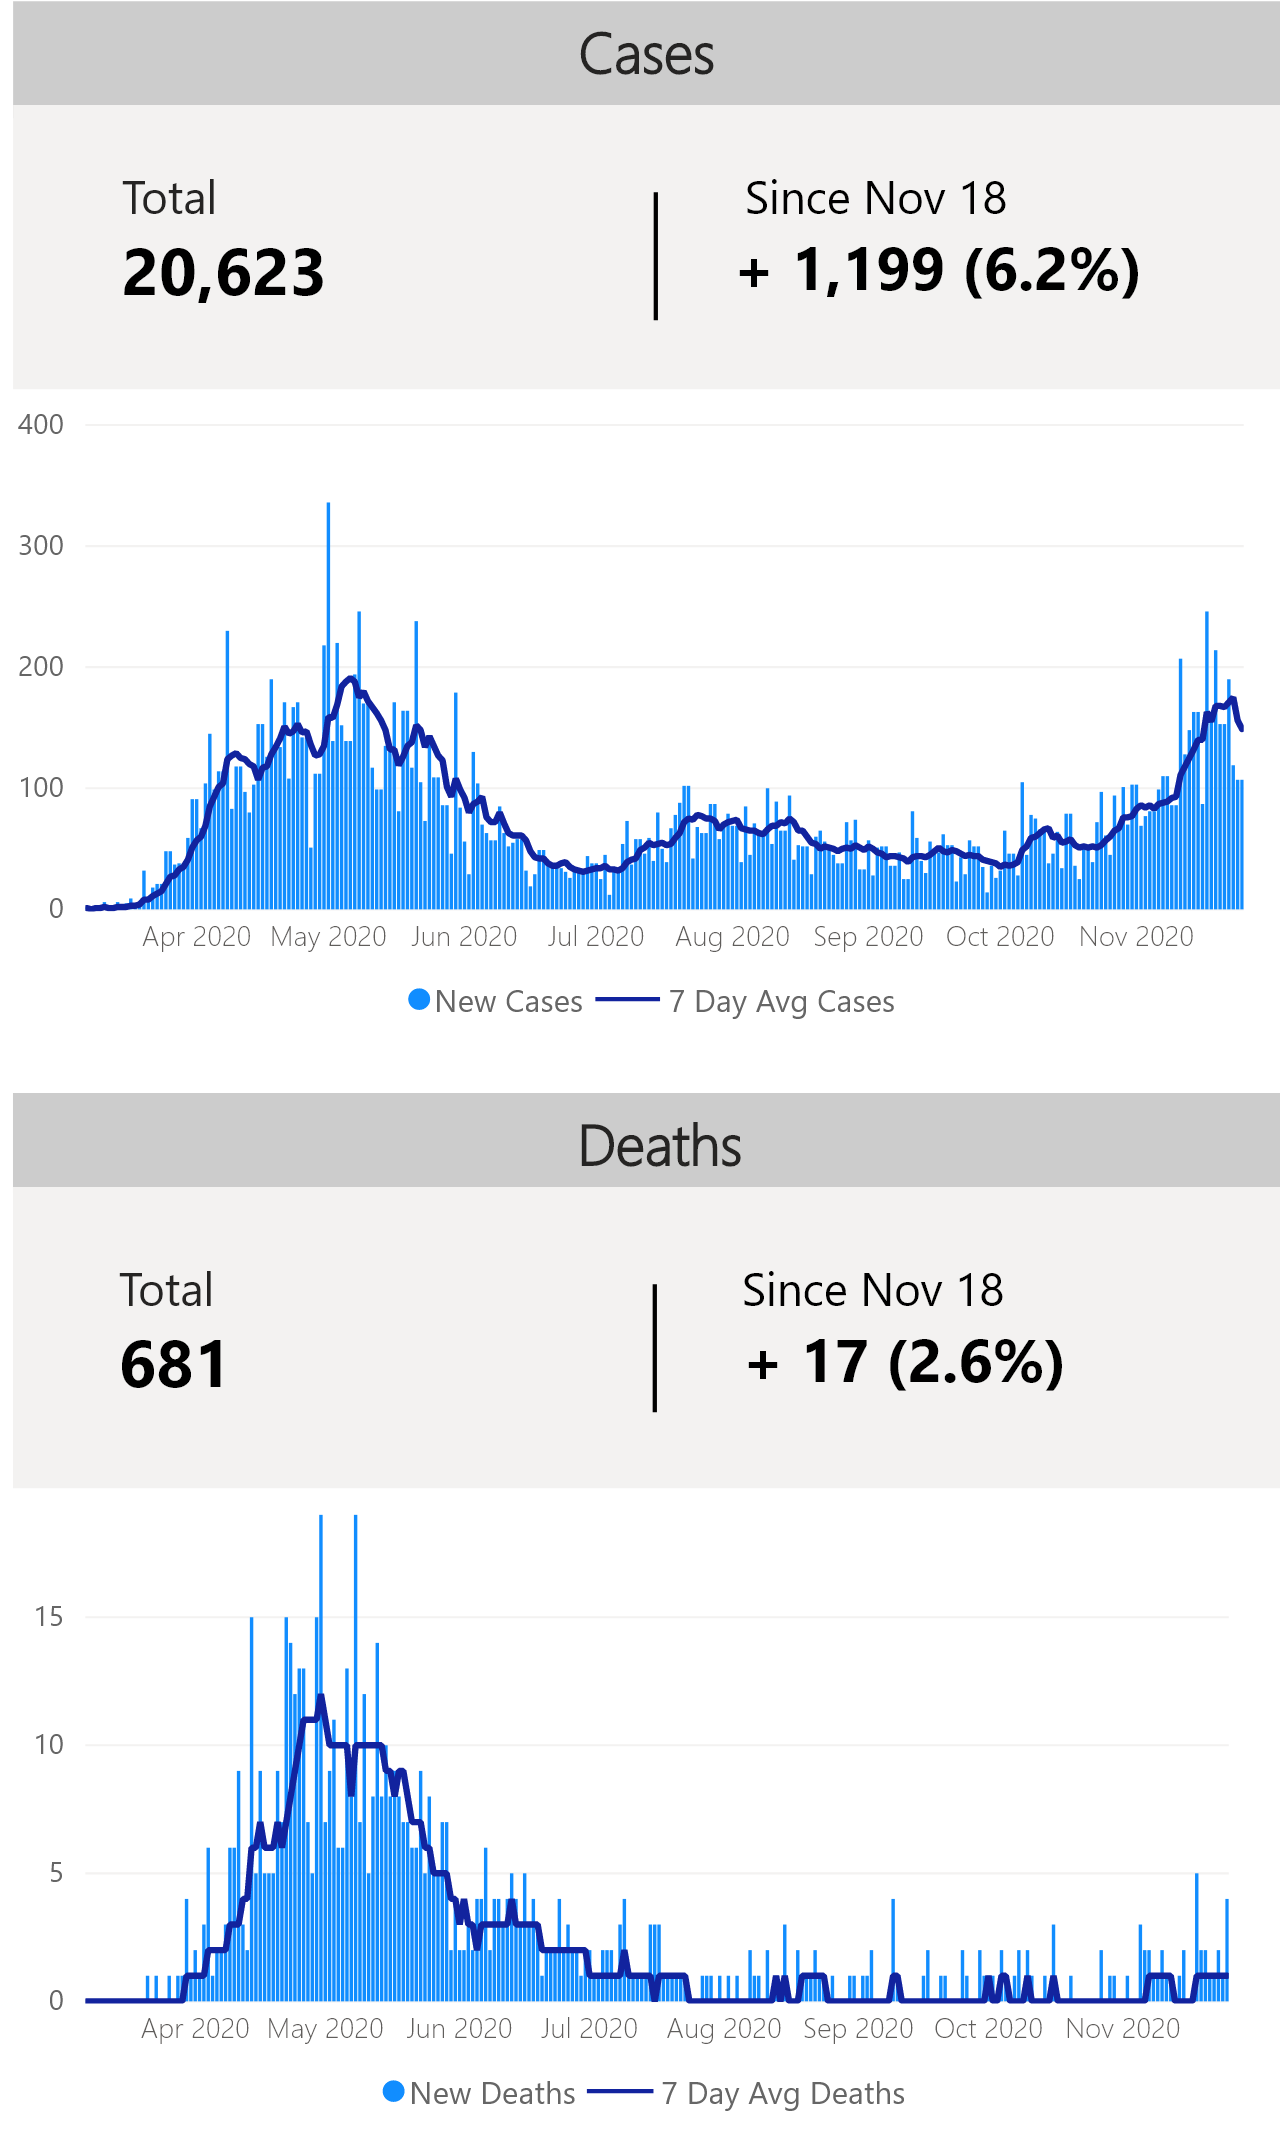 Cases
Total
20,623
Since Nov 18
+ 1,199 (6.2%)
400
300
200
100
0
Apr 2020 May 2020 Jun 2020 Jul 2020 Aug 2020 Sep 2020 Oct 2020 Nov 2020
New Cases 7 Day Avg Cases
Deaths
Total
681
Since Nov 18
+ 17 (2.6%)
15
10
5
0
Apr 2020 May 2020 Jun 2020 Jul 2020 Aug 2020 Sep 2020 Oct 2020 Nov 2020
New Deaths 7 Day Avg Deaths